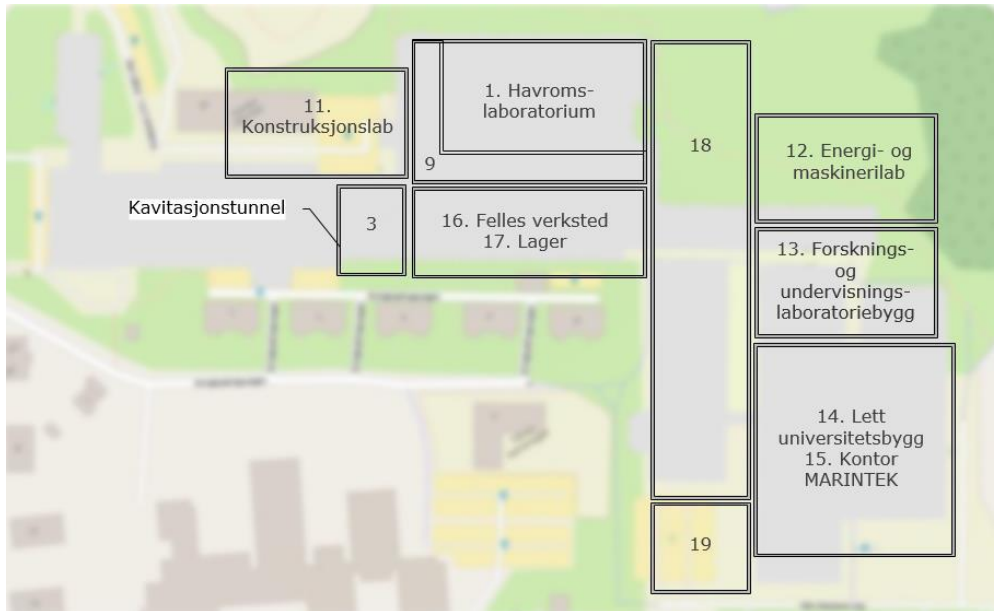 11.
Konstruksjonslab
1. Havroms-
laboratorium
9
18
12. Energi- og
maskinerilab
Kavitasjonstunnel
3
16. Felles verksted
17. Lager
13. Forsknings-
og
undervisnings-
laboratoriebygg
14. Lett
universitetsbygg
15. Kontor
MARINTEK
19